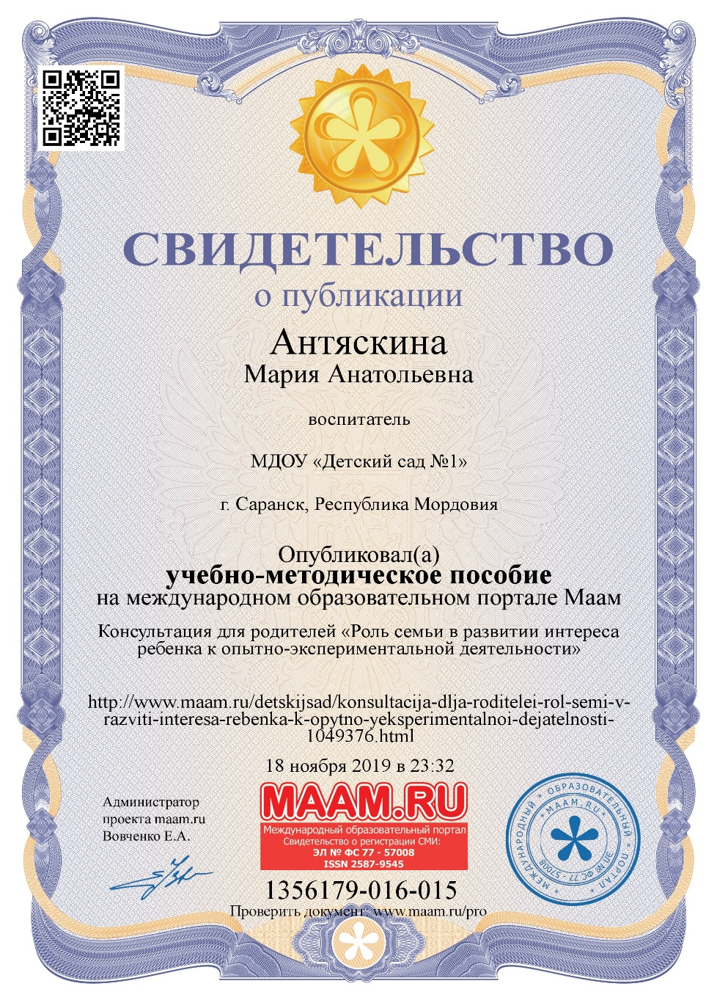 СВИДЕТЕЛЬСТВО
о публикации
Антяскина
Мария Анатольевна
воспитатель
МДОУ «Детский сад №1»
г. Саранск, Республика Мордовия
Опубликовал(а)
учебно-методическое пособие
на международном образовательном портале Маам
Консультация для родителей «Роль семьи в развитии интереса
ребенка к опытно-экспериментальной деятельности»
http://www.maam.ru/detskijsad/konsultacija-dlja-roditelei-rol-semi-v-
razviti-interesa-rebenka-k-opytno-yeksperimentalnoi-dejatelnosti-
1049376.html
18 ноября 2019 в 23:32
Администратор
проекта maam.ru
Вовченко Е.А.
MAAM.RU
Международный образовательный портал
Свидетельство о регистрации СМИ:
ЭЛ № ФС 77 - 57008
ISSN 2587-9545
1356179-016-015
Проверить документ: www.maam.ru/pro
* МЕЖДУНАРОДНЫЙ * ОБРАЗОВАТЕЛЬНЫЙ * ПОРТАЛ *
* MAAM.RU *
ЭЛ № ФС 77 - 57008